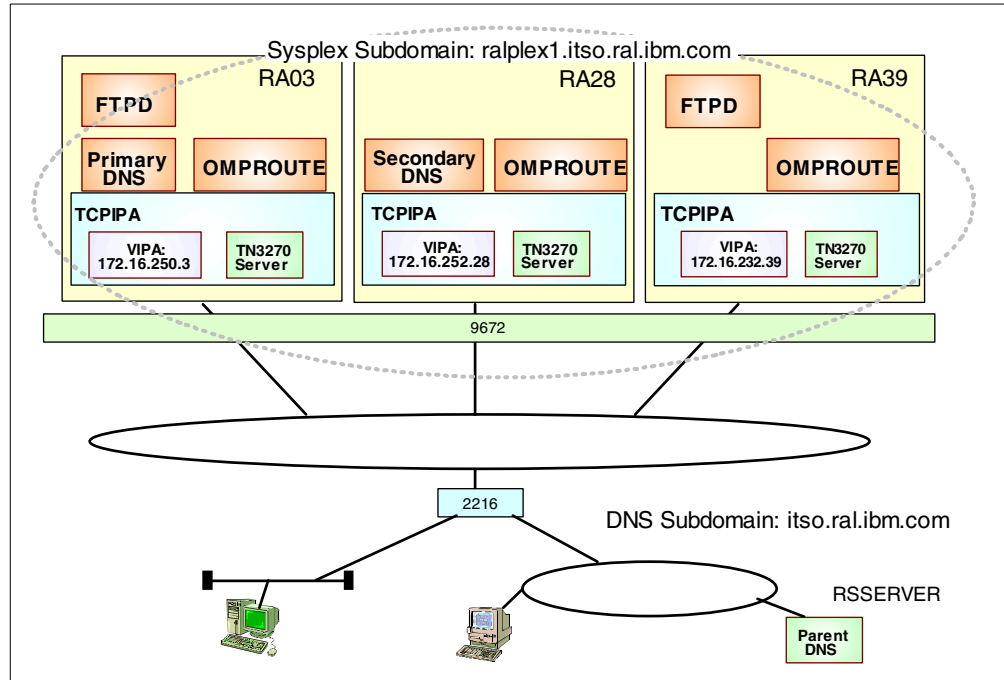 Sysplex Subdomain: ralplex1.itso.ral.ibm.com
RA03
FTPD
Primary
DNS
OMPROUTE
TCPIPA
VIPA:
172.16.250.3
TN3270
Server
RA28
Secondary
DNS
OMPROUTE
TCPIPA
VIPA:
172.16.252.28
TN3270
Server
RA39
FTPD
OMPROUTE
TCPIPA
VIPA:
172.16.232.39
TN3270
Server
9672
2216
DNS Subdomain: itso.ral.ibm.com
RSSERVER
Parent
DNS